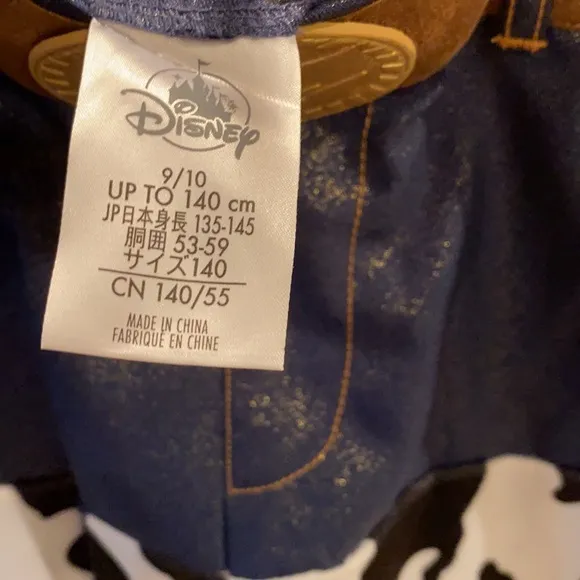 Disney
9/10
UP TO 140 cm
JP日本身長 135-145
胴囲 53-59
サイズ140
CN 140/55
MADE IN CHINA
FABRIQUÉ EN CHINE